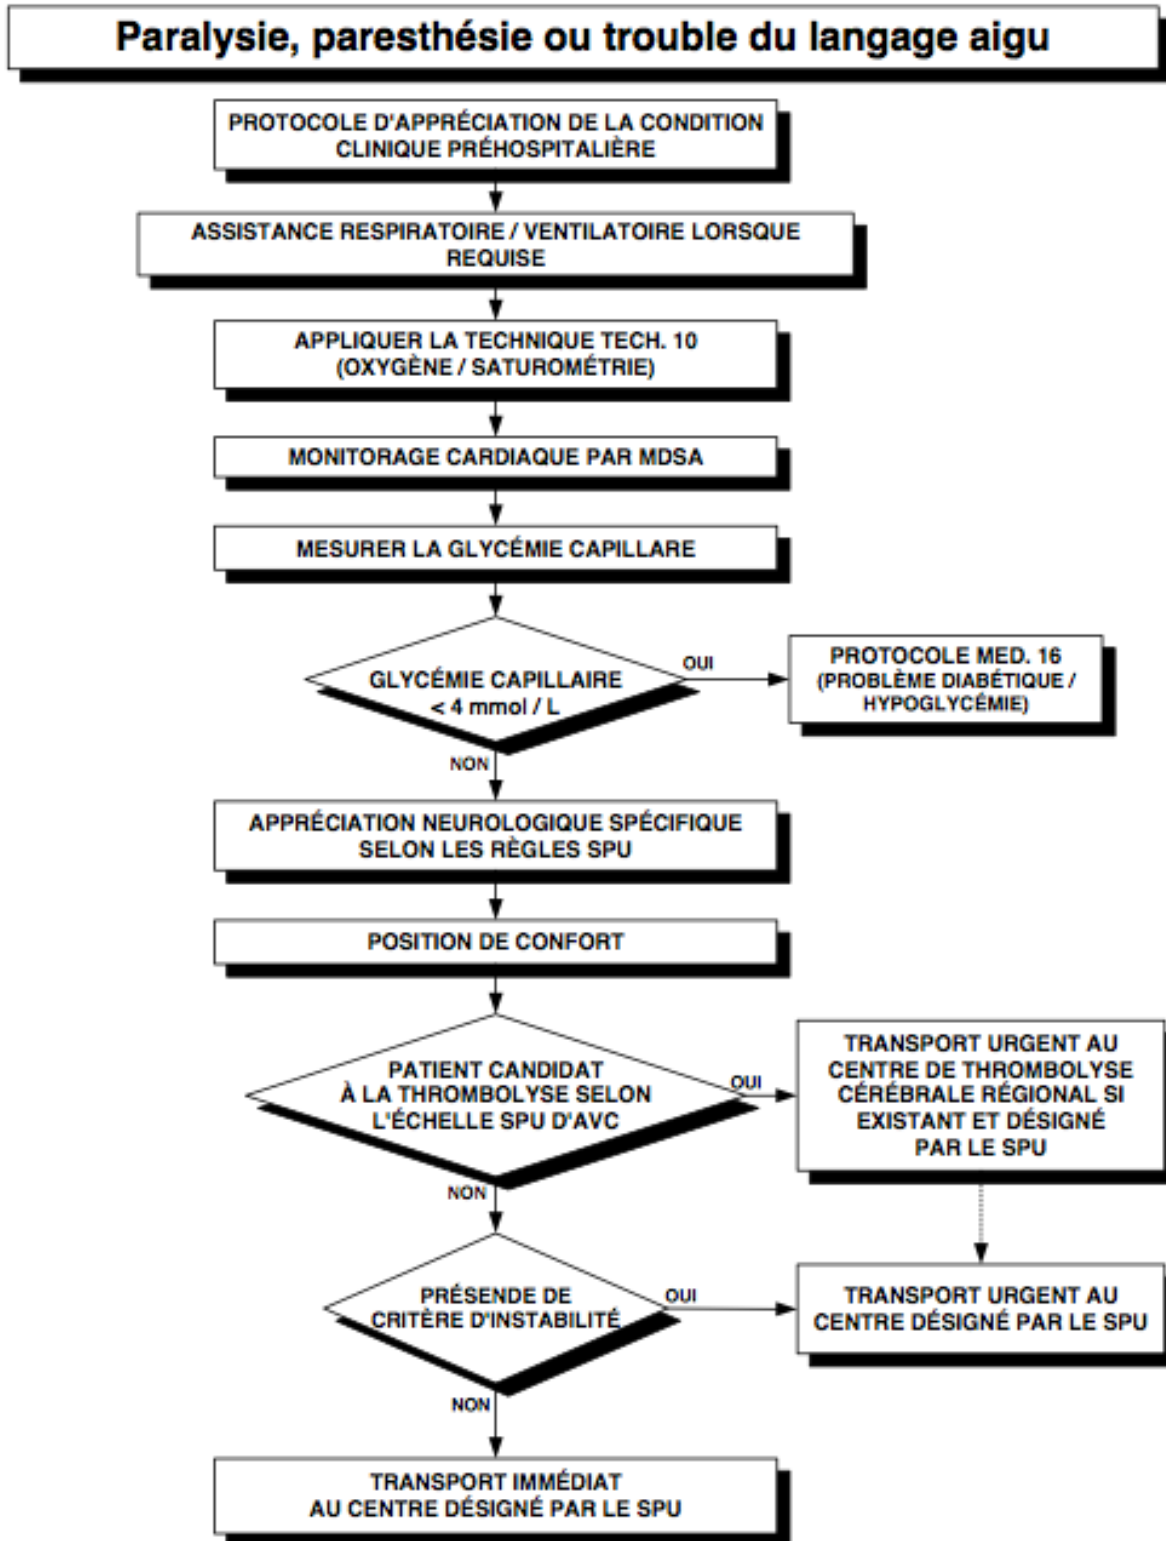 Paralysie, paresthésie ou trouble du langage aigu
PROTOCOLE D'APPRÉCIATION DE LA CONDITION
CLINIQUE PRÉHOSPITALIÈRE
ASSISTANCE RESPIRATOIRE / VENTILATOIRE LORSQUE
REQUISE
APPLIQUER LA TECHNIQUE TECH. 10
(OXYGÈNE / SATUROMÉTRIE)
MONITORAGE CARDIAQUE PAR MDSA
MESURER LA GLYCÉMIE CAPILLARE
GLYCÉMIE CAPILLAIRE
< 4 mmol / L
OUI
PROTOCOLE MED. 16
(PROBLÈME DIABÉTIQUE /
HYPOGLYCÉMIE)
NON
APPRÉCIATION NEUROLOGIQUE SPÉCIFIQUE
SELON LES RÈGLES SPU
POSITION DE CONFORT
PATIENT CANDIDAT
À LA THROMBOLYSE SELON
L'ÉCHELLE SPU D'AVC
OUI
TRANSPORT URGENT AU
CENTRE DE THROMBOLYSE
CÉRÉBRALE RÉGIONAL SI
EXISTANT ET DÉSIGNÉ
PAR LE SPU
NON
PRÉSENDE DE
CRITÈRE D'INSTABILITÉ
OUI
TRANSPORT URGENT AU
CENTRE DÉSIGNÉ PAR LE SPU
NON
TRANSPORT IMMÉDIAT
AU CENTRE DÉSIGNÉ PAR LE SPU